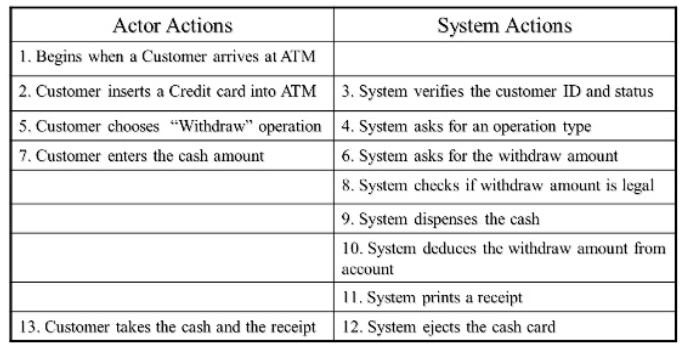 Actor Actions System Actions
1. Begins when a Customer arrives at ATM
2. Customer inserts a Credit card into ATM 3. System verifies the customer ID and status
5. Customer chooses “Withdraw” operation 4. System asks for an operation type
7. Customer enters the cash amount 6. System asks for the withdraw amount
8. System checks if withdraw amount is legal
9. System dispenses the cash
10. System deduces the withdraw amount from
account
11. System prints a receipt
13. Customer takes the cash and the receipt 12. System ejects the cash card